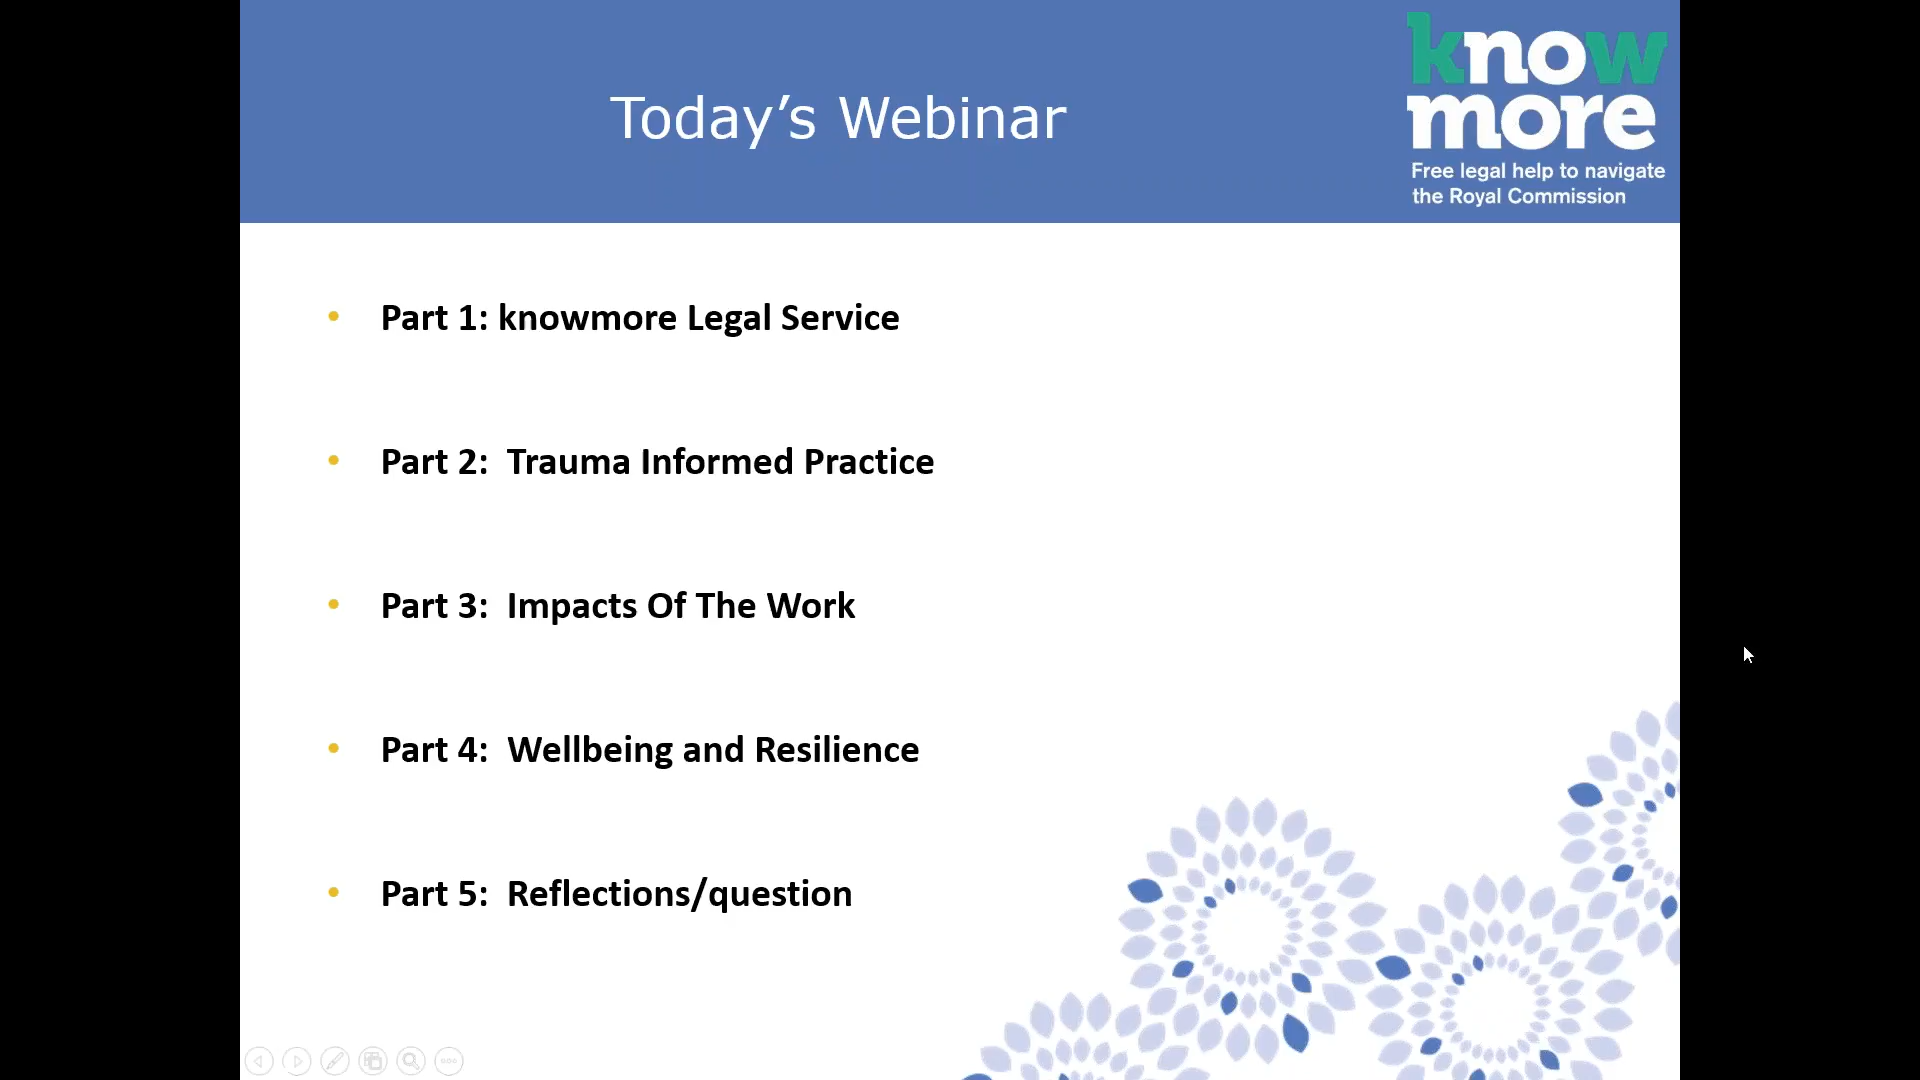 Today’s Webinar
know
more
Free legal help to navigate
the Royal Commission
• Part 1: knowmore Legal Service
• Part 2:  Trauma Informed Practice
• Part 3:  Impacts Of The Work
• Part 4:  Wellbeing and Resilience
• Part 5:  Reflections/question